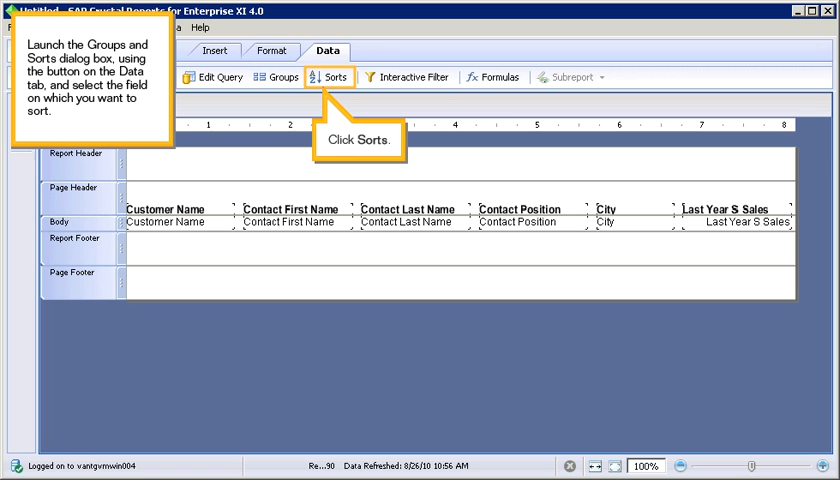 Untitled - SAP Crystal Reports for Enterprise XI 4.0
Help
Launch the Groups and
Sorts dialog box, using
the button on the Data
tab, and select the field
on which you want to
sort.
Insert Format Data
Edit Query Groups Sorts Interactive Filter fx Formulas Subreport
Click Sorts.
1 2 4 5 6 7 8
Report Header
Page Header
Customer Name Contact First Name Contact Last Name Contact Position City Last Year S Sales
Body Customer Name Contact First Name Contact Last Name Contact Position City Last Year S Sales
Report Footer
Page Footer
Logged on to vantgvmwin004 Re...90 Data Refreshed: 8/26/10 10:56 AM 100%